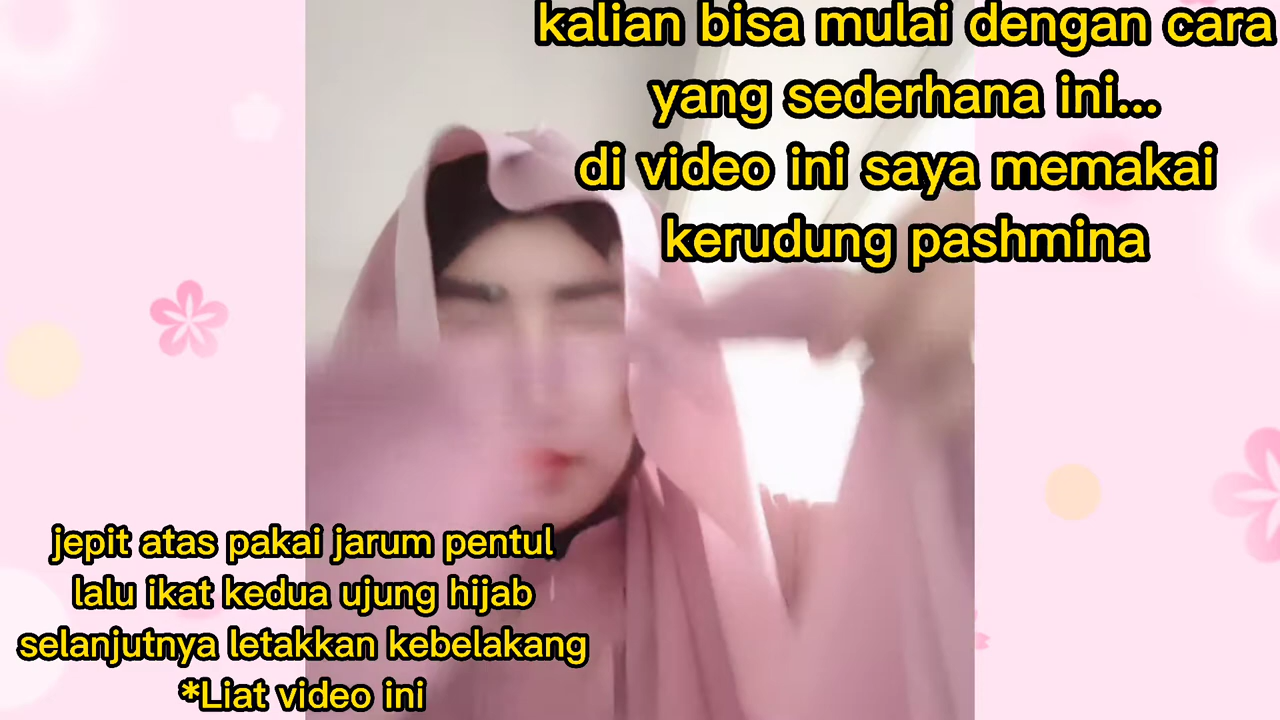 kalian bisa mulai dengan cara
yang sederhana ini...
di video ini saya memakai
kerudung pashmina
jepit atas pakai jarum pentul
lalu ikat kedua ujung hijab
selanjutnya letakkan kebelakang
*Liat video ini